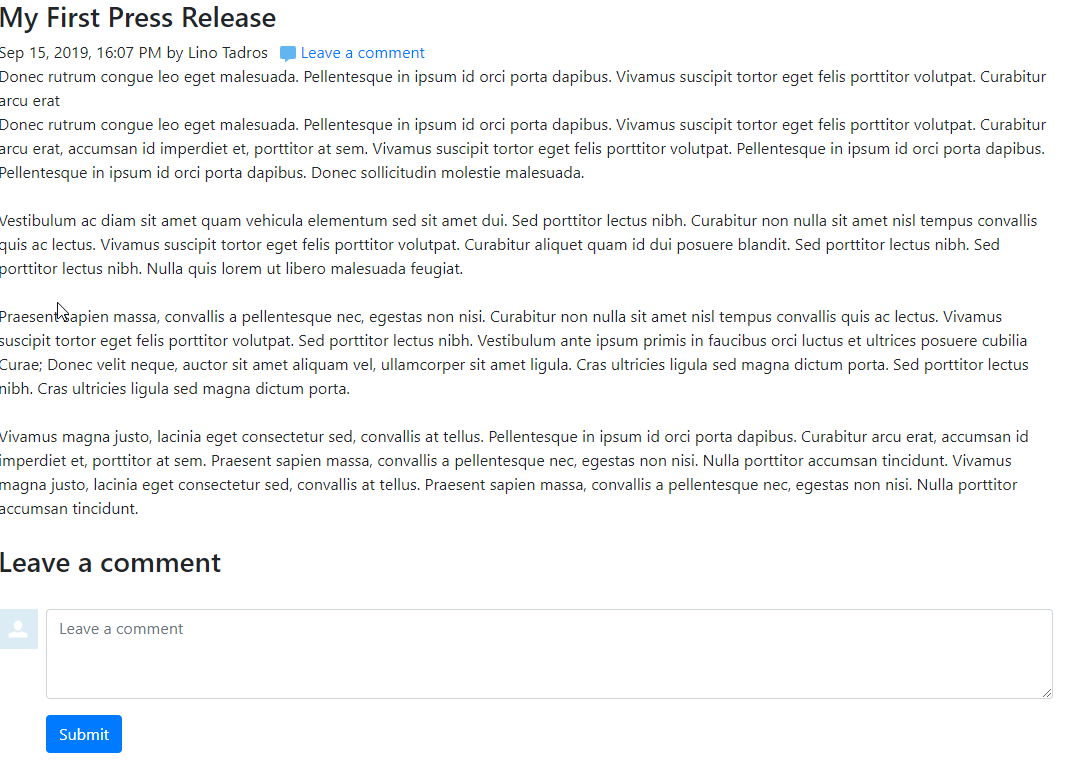 My First Press Release
Sep 15, 2019, 16:07 PM by Lino Tadros Leave a comment
Donec rutrum congue leo eget malesuada. Pellentesque in ipsum id orci porta dapibus. Vivamus suscipit tortor eget felis porttitor volutpat. Curabitur
arcu erat
Donec rutrum congue leo eget malesuada. Pellentesque in ipsum id orci porta dapibus. Vivamus suscipit tortor eget felis porttitor volutpat. Curabitur
arcu erat, accumsan id imperdiet et, porttitor at sem. Vivamus suscipit tortor eget felis porttitor volutpat. Pellentesque in ipsum id orci porta dapibus.
Pellentesque in ipsum id orci porta dapibus. Donec sollicitudin molestie malesuada.
Vestibulum ac diam sit amet quam vehicula elementum sed sit amet dui. Sed porttitor lectus nibh. Curabitur non nulla sit amet nisl tempus convallis
quis ac lectus. Vivamus suscipit tortor eget felis porttitor volutpat. Curabitur aliquet quam id dui posuere blandit. Sed porttitor lectus nibh. Sed
porttitor lectus nibh. Nulla quis lorem ut libero malesuada feugiat.
Praesent sapien massa, convallis a pellentesque nec, egestas non nisi. Curabitur non nulla sit amet nisl tempus convallis quis ac lectus. Vivamus
suscipit tortor eget felis porttitor volutpat. Sed porttitor lectus nibh. Vestibulum ante ipsum primis in faucibus orci luctus et ultrices posuere cubilia
Curae; Donec velit neque, auctor sit amet aliquam vel, ullamcorper sit amet ligula. Cras ultricies ligula sed magna dictum porta. Sed porttitor lectus
nibh. Cras ultricies ligula sed magna dictum porta.
Vivamus magna justo, lacinia eget consectetur sed, convallis at tellus. Pellentesque in ipsum id orci porta dapibus. Curabitur arcu erat, accumsan id
imperdiet et, porttitor at sem. Praesent sapien massa, convallis a pellentesque nec, egestas non nisi. Nulla porttitor accumsan tincidunt. Vivamus
magna justo, lacinia eget consectetur sed, convallis at tellus. Praesent sapien massa, convallis a pellentesque nec, egestas non nisi. Nulla porttitor
accumsan tincidunt.
Leave a comment
Leave a comment
Submit